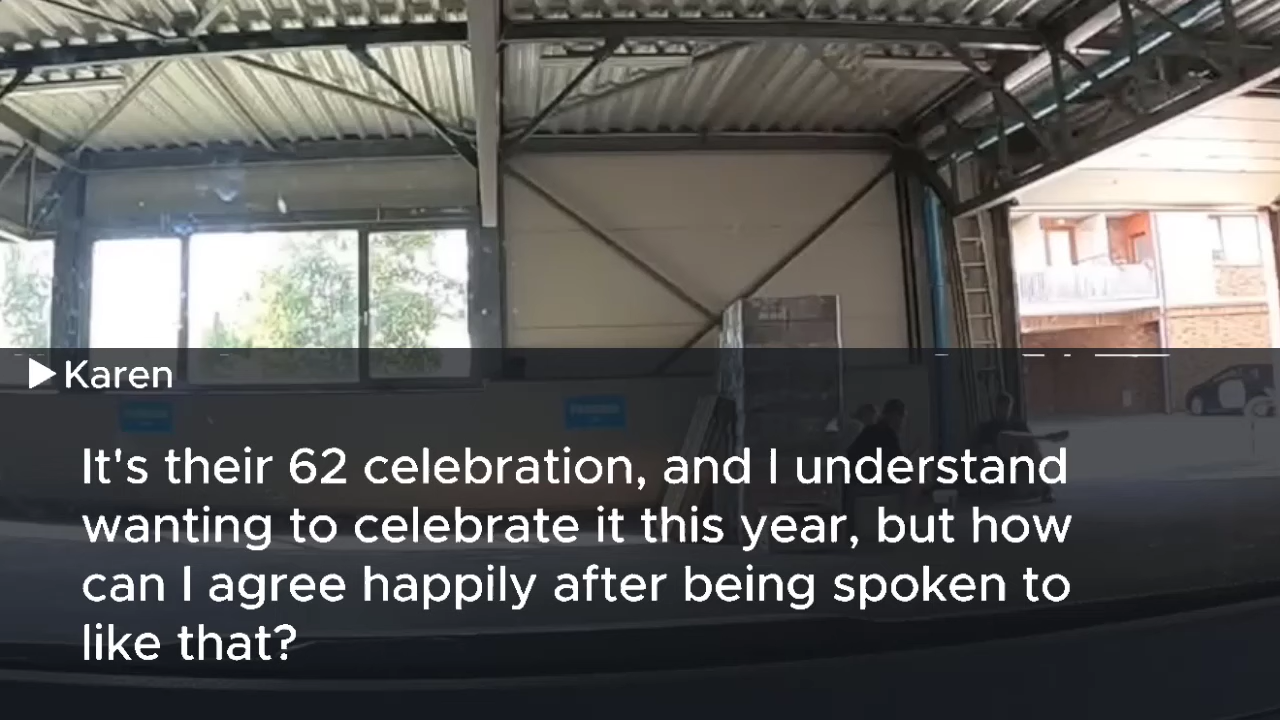 Karen
It's their 62 celebration, and I understand
wanting to celebrate it this year, but how
can I agree happily after being spoken to
like that?